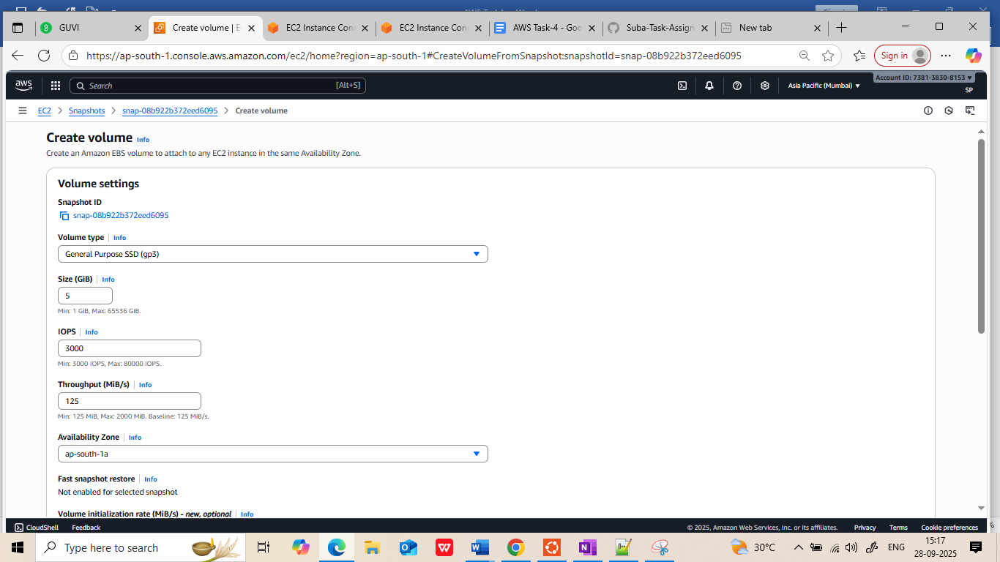 GUVI
Create volume | E
EC2 Instance Con
EC2 Instance Con
AWS Task-4 - Goo
Suba-Task-Assign
New tab
https://ap-south-1.console.aws.amazon.com/ec2/home?region=ap-south-1#CreateVolumeFromSnapshot:snapshotId=snap-08b922b372eed6095
Sign in
aws
Search
[Alt+S]
Asia Pacific (Mumbai)
Account ID: 7381-3830-8153
SP
EC2 > Snapshots > snap-08b922b372eed6095 > Create volume
Create volume Info
Create an Amazon EBS volume to attach to any EC2 instance in the same Availability Zone.
Volume settings
Snapshot ID
snap-08b922b372eed6095
Volume type | Info
General Purpose SSD (gp3)
Size (GiB) | Info
5
Min: 1 GiB, Max: 65536 GiB.
IOPS | Info
3000
Min: 3000 IOPS, Max: 80000 IOPS.
Throughput (MiB/s) | Info
125
Min: 125 MiB, Max: 2000 MiB. Baseline: 125 MiB/s.
Availability Zone | Info
ap-south-1a
Fast snapshot restore | Info
Not enabled for selected snapshot
Volume initialization rate (MiB/s) - new, optional | Info
CloudShell Feedback © 2025, Amazon Web Services, Inc. or its affiliates. Privacy Terms Cookie preferences
Type here to search
30°C
ENG
15:17
28-09-2025